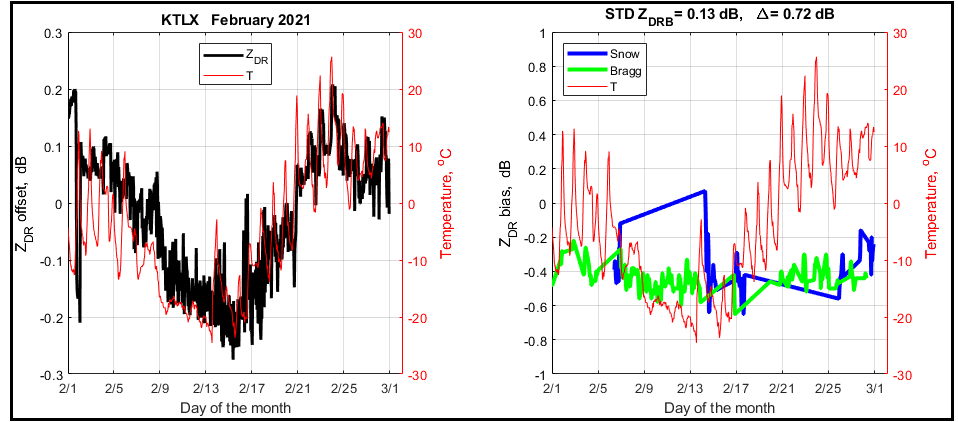 KTLX February 2021
0.3
0.2
0.1
0
-0.1
-0.2
-0.3
Z_DR offset, dB
Z_DR
T
30
20
10
0
-10
-20
-30
Temperature, °C
2/1 2/5 2/9 2/13 2/17 2/21 2/25 3/1
Day of the month
STD Z_DRB = 0.13 dB, Δ = 0.72 dB
1
0.8
0.6
0.4
0.2
0
-0.2
-0.4
-0.6
-0.8
-1
Z_DR bias, dB
Snow
Bragg
T
30
20
10
0
-10
-20
-30
Temperature, °C
2/1 2/5 2/9 2/13 2/17 2/21 2/25 3/1
Day of the month